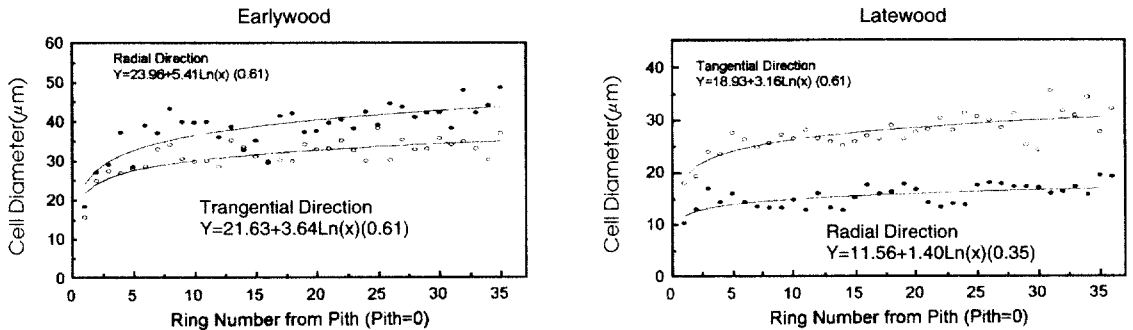 Earlywood
Cell Diameter(μm)
60
50
40
30
20
10
0
Radial Direction
Y=23.96+5.41Ln(x) (0.61)
Trangential Direction
Y=21.63+3.64Ln(x)(0.61)
0 5 10 15 20 25 30 35
Ring Number from Pith (Pith=0)
Latewood
Cell Diameter(μm)
40
30
20
10
0
Tangential Direction
Y=18.93+3.16Ln(x) (0.61)
Radial Direction
Y=11.56+1.40Ln(x)(0.35)
0 5 10 15 20 25 30 35
Ring Number from Pith (Pith=0)